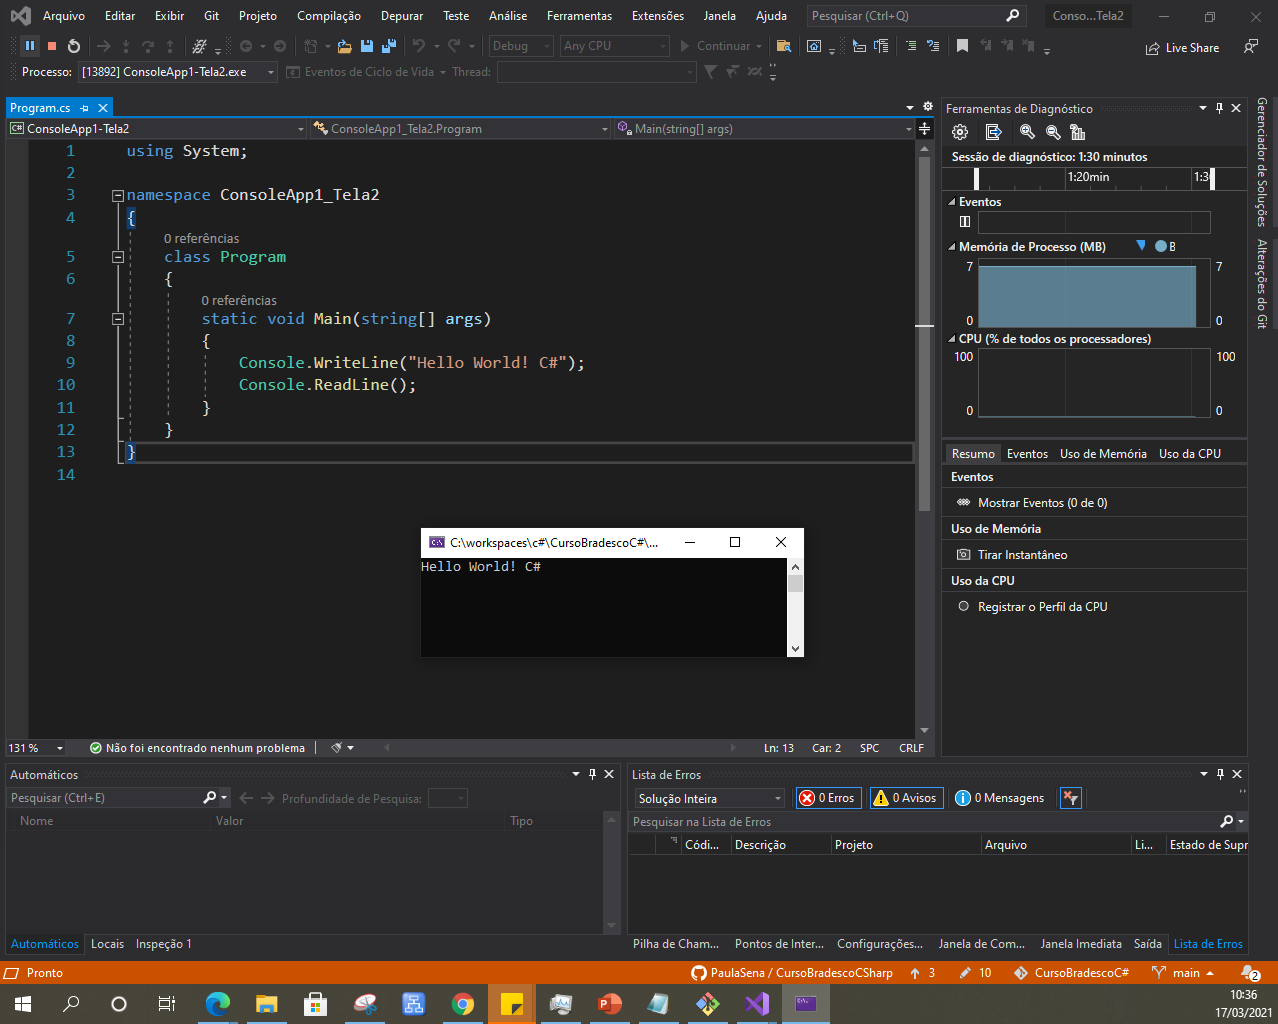 Arquivo Editar Exibir Git Projeto Compilação Depurar Teste Análise Ferramentas Extensões Janela Ajuda Pesquisar (Ctrl+Q) Conso...Tela2
Debug Any CPU Continuar Live Share
Processo: [13892] ConsoleApp1-Tela2.exe Eventos de Ciclo de Vida Thread:
Program.cs
C# ConsoleApp1-Tela2 ConsoleApp1_Tela2.Program Main(string[] args)
1 using System;
2
3 namespace ConsoleApp1_Tela2
4 {
0 referências
5 class Program
6 {
0 referências
7 static void Main(string[] args)
8 {
9 Console.WriteLine("Hello World! C#");
10 Console.ReadLine();
11 }
12 }
13 }
14
C:\workspaces\c#\CursoBradescoC#\...
Hello World! C#
131 % Não foi encontrado nenhum problema Ln: 13 Car: 2 SPC CRLF
Ferramentas de Diagnóstico
Sessão de diagnóstico: 1:30 minutos
1:20min 1:3
Eventos
Memória de Processo (MB) B
7 7
0 0
CPU (% de todos os processadores)
100 100
0 0
Resumo Eventos Uso de Memória Uso da CPU
Eventos
Mostrar Eventos (0 de 0)
Uso de Memória
Tirar Instantâneo
Uso da CPU
Registrar o Perfil da CPU
Gerenciador de Soluções
Alterações do Git
Automáticos
Pesquisar (Ctrl+E) Profundidade de Pesquisa:
Nome Valor Tipo
Automáticos Locais Inspeção 1
Lista de Erros
Solução Inteira 0 Erros 0 Avisos 0 Mensagens
Pesquisar na Lista de Erros
Códi... Descrição Projeto Arquivo Li... Estado de Supr
Pilha de Cham... Pontos de Inter... Configurações... Janela de Com... Janela Imediata Saída Lista de Erros
Pronto PaulaSena / CursoBradescoCSharp 3 10 CursoBradescoC# main 2
10:36
17/03/2021